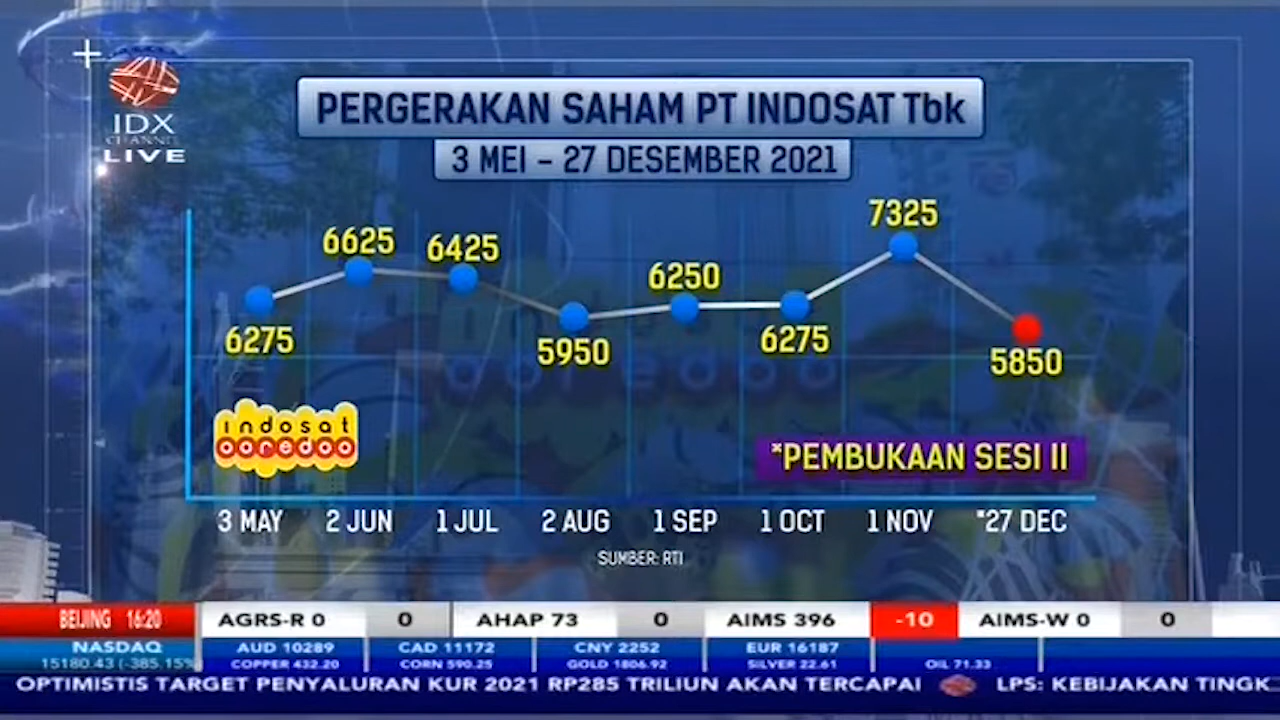 IDX
CHANNEL
LIVE
PERGERAKAN SAHAM PT INDOSAT Tbk
3 MEI – 27 DESEMBER 2021
6275
6625
6425
5950
6250
6275
7325
5850
ooredoo
indosat
ooredoo
*PEMBUKAAN SESI II
3 MAY 2 JUN 1 JUL 2 AUG 1 SEP 1 OCT 1 NOV *27 DEC
SUMBER: RTI
BEIJING 16:20 AGRS-R 0 0 AHAP 73 0 AIMS 396 -10 AIMS-W 0 0
NASDAQ AUD 10289 CAD 11172 CNY 2252 EUR 16187
15180.43 (-385.15% COPPER 432.20 CORN 590.25 GOLD 1806.92 SILVER 22.61 OIL 71.33
OPTIMISTIS TARGET PENYALURAN KUR 2021 RP285 TRILIUN AKAN TERCAPAI LPS: KEBIJAKAN TINGK